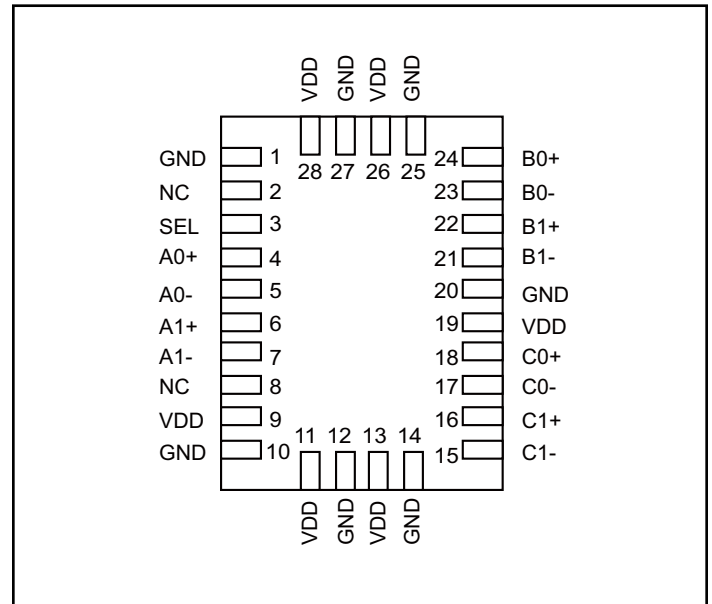 VDD GND VDD GND
28 27 26 25
GND 1 24 B0+
NC 2 23 B0-
SEL 3 22 B1+
A0+ 4 21 B1-
A0- 5 20 GND
A1+ 6 19 VDD
A1- 7 18 C0+
NC 8 17 C0-
VDD 9 16 C1+
GND 10 15 C1-
11 12 13 14
VDD GND VDD GND